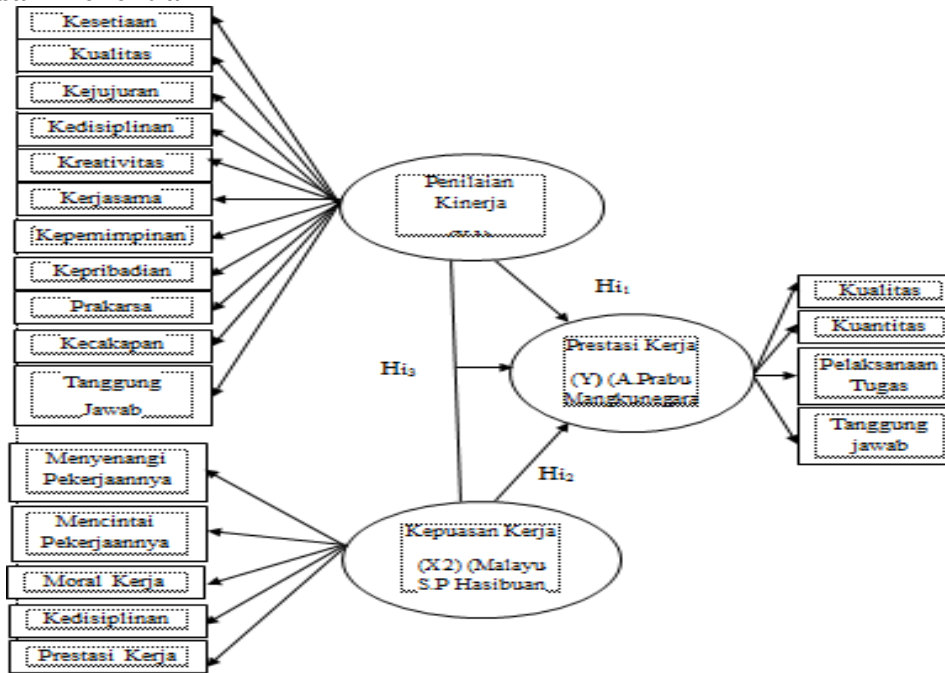 Kesetiaan
Kualitas
Kejujuran
Kedisiplinan
Kreativitas
Kerjasama
Kepemimpinan
Kepribadian
Prakarsa
Kecakapan
Tanggung
Jawab
Menyenangi
Pekerjaannya
Mencintai
Pekerjaannya
Moral Kerja
Kedisiplinan
Prestasi Kerja
Penilaian
Kinerja
Hi₁
Hi₃
Hi₂
Prestasi Kerja
(Y) (A.Prabu
Mangkunegara
Kepuasan Kerja
(X2) (Malayu
S.P Hasibuan
Kualitas
Kuantitas
Pelaksanaan
Tugas
Tanggung
jawab